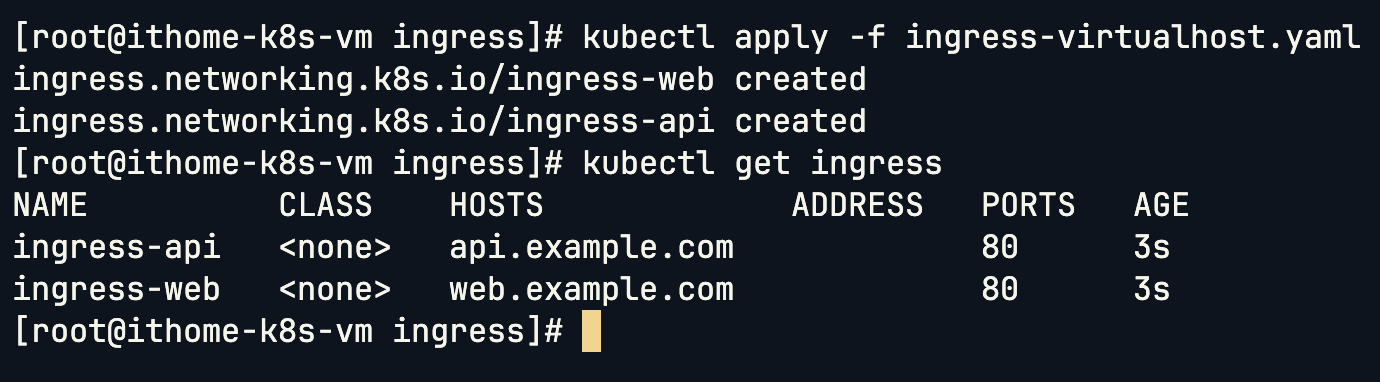 [root@ithome-k8s-vm ingress]# kubectl apply -f ingress-virtualhost.yaml
ingress.networking.k8s.io/ingress-web created
ingress.networking.k8s.io/ingress-api created
[root@ithome-k8s-vm ingress]# kubectl get ingress
NAME          CLASS    HOSTS             ADDRESS   PORTS   AGE
ingress-api   <none>   api.example.com             80      3s
ingress-web   <none>   web.example.com             80      3s
[root@ithome-k8s-vm ingress]#